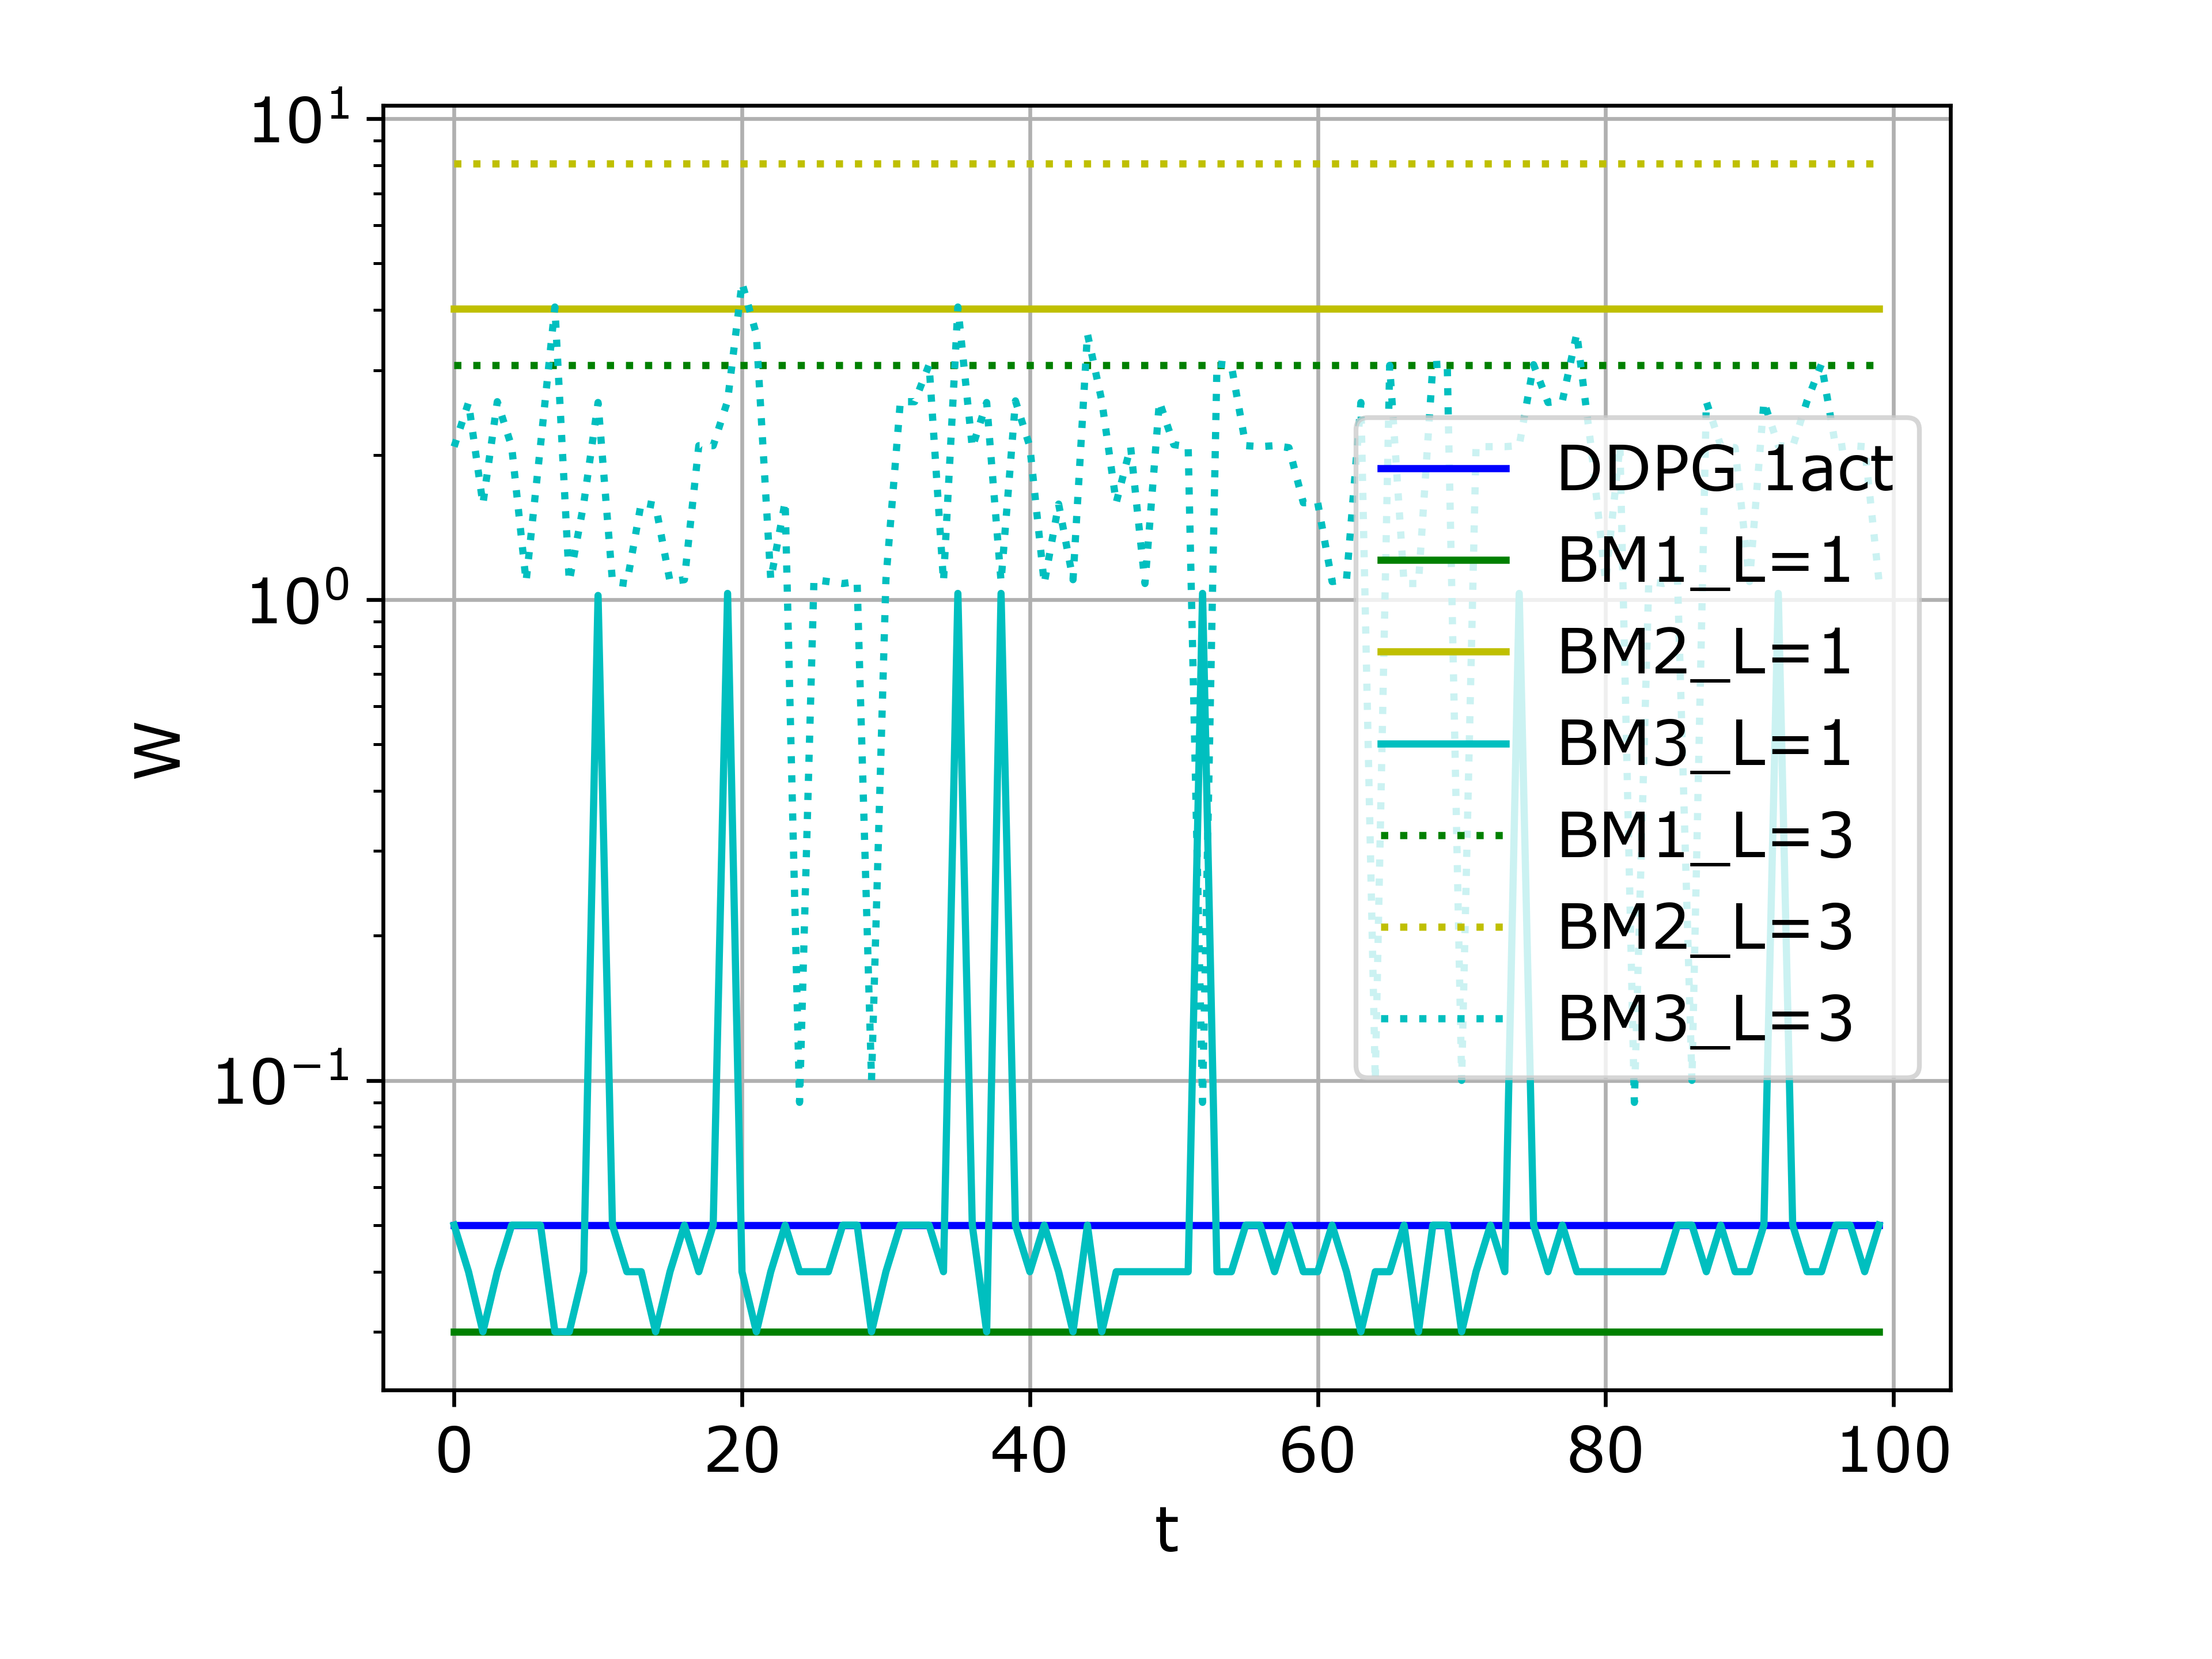 10¹
10⁰
10⁻¹
W
0 20 40 60 80 100
t
DDPG 1act
BM1_L=1
BM2_L=1
BM3_L=1
BM1_L=3
BM2_L=3
BM3_L=3